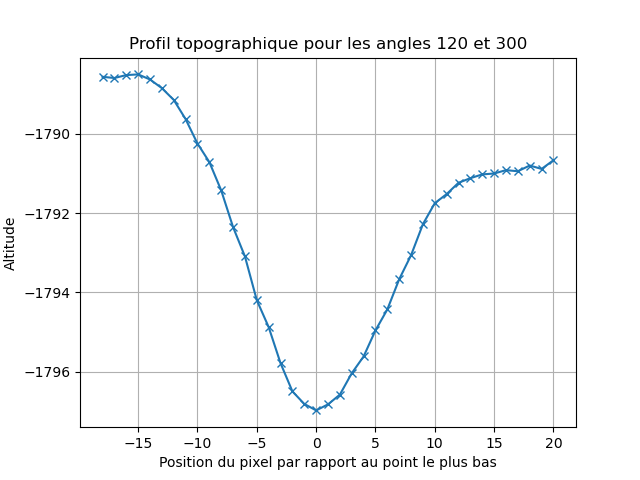 Profil topographique pour les angles 120 et 300
Altitude
−1790
−1792
−1794
−1796
−15 −10 −5 0 5 10 15 20
Position du pixel par rapport au point le plus bas